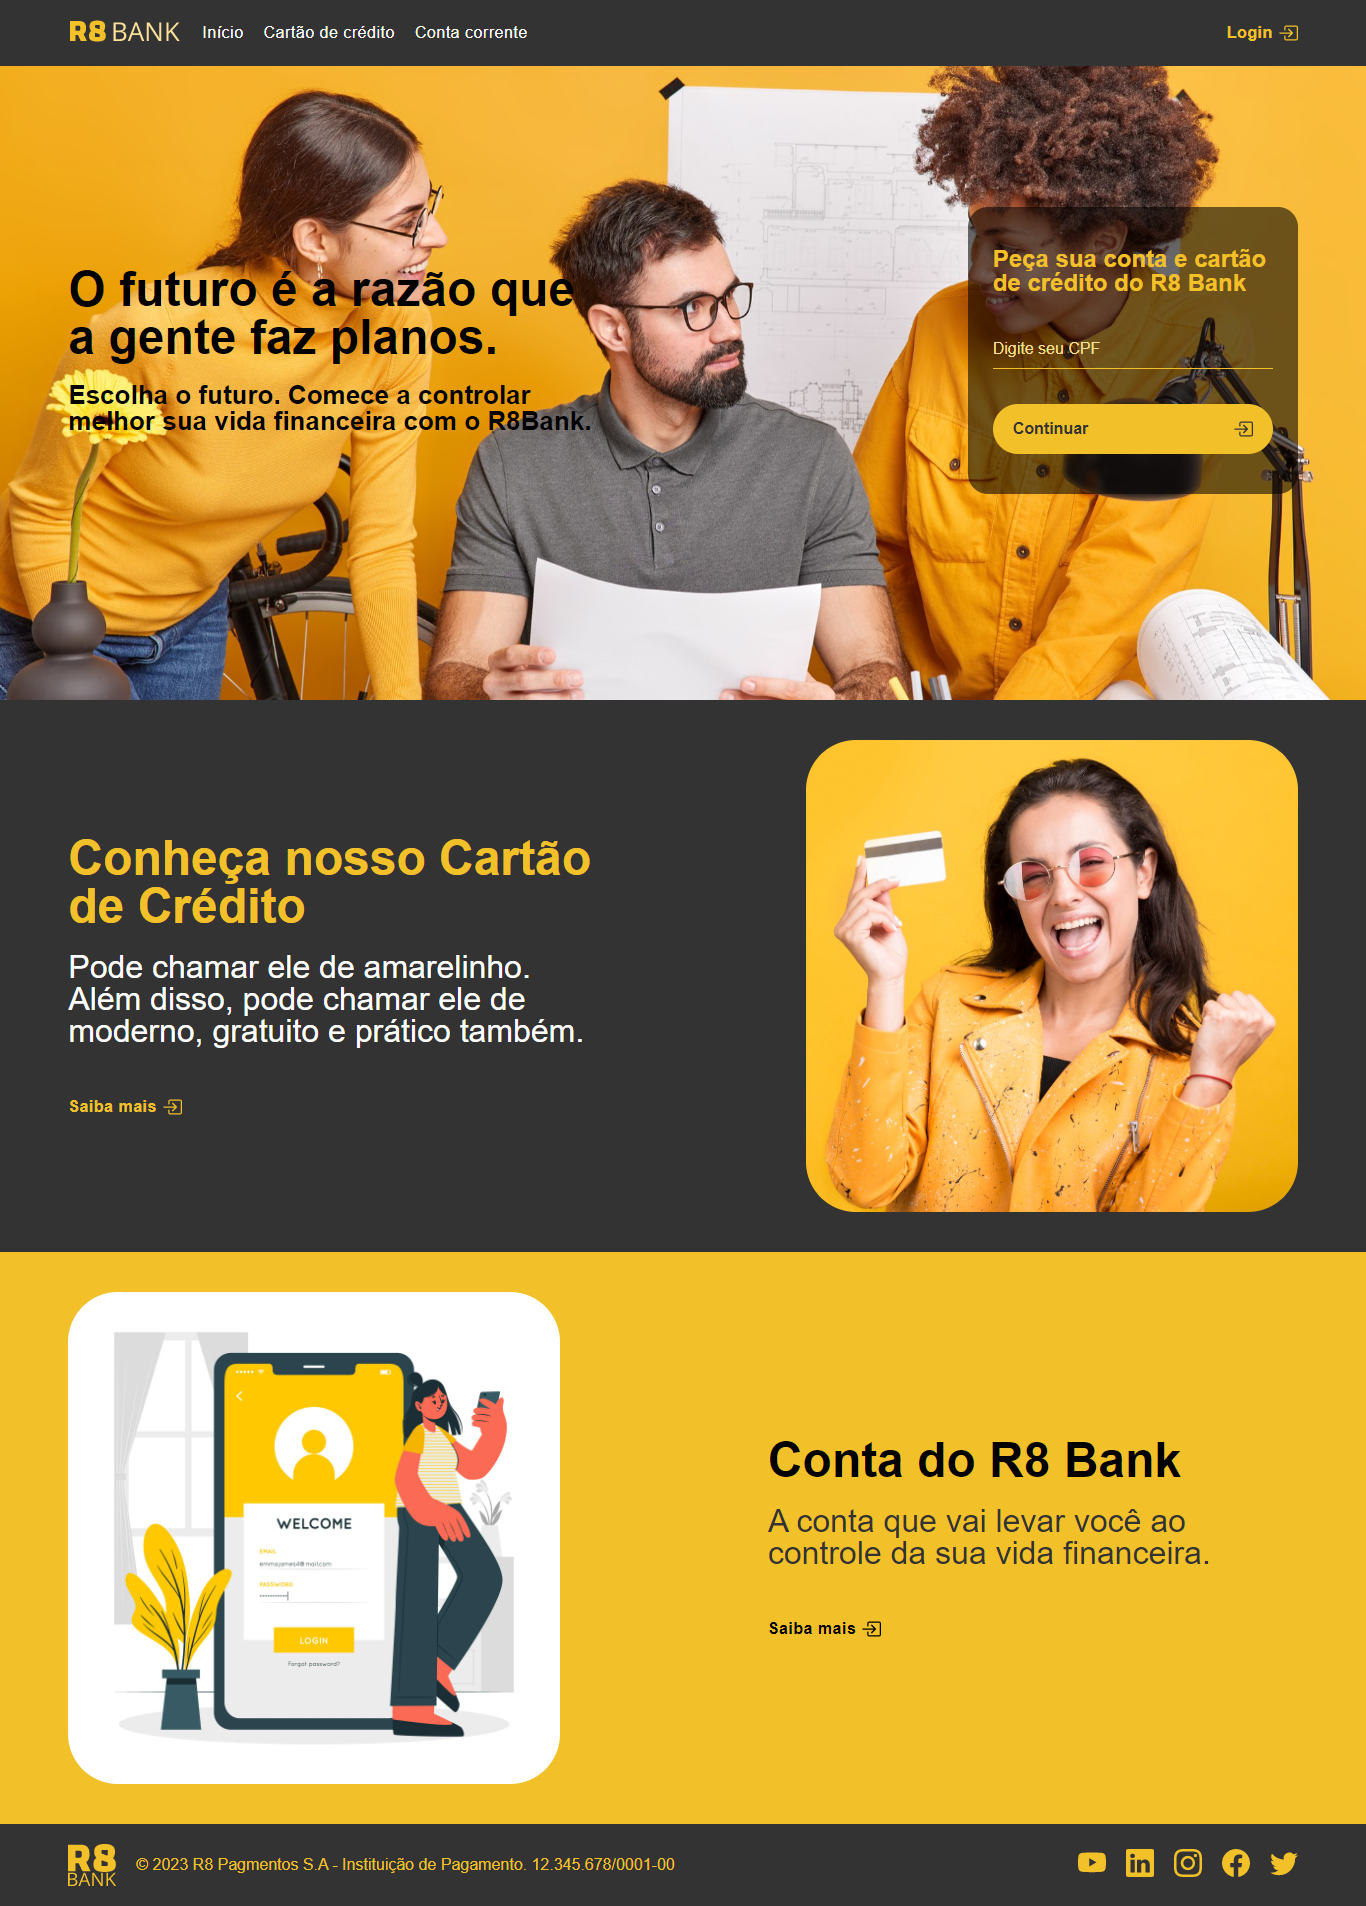 R8 BANK Início Cartão de crédito Conta corrente Login
O futuro é a razão que
a gente faz planos.
Escolha o futuro. Comece a controlar
melhor sua vida financeira com o R8Bank.
Peça sua conta e cartão
de crédito do R8 Bank
Digite seu CPF
Continuar
Conheça nosso Cartão
de Crédito
Pode chamar ele de amarelinho.
Além disso, pode chamar ele de
moderno, gratuito e prático também.
Saiba mais
WELCOME
EMAIL
emmajames4@mail.com
PASSWORD
LOGIN
Forgot password?
Conta do R8 Bank
A conta que vai levar você ao
controle da sua vida financeira.
Saiba mais
R8
BANK
© 2023 R8 Pagmentos S.A - Instituição de Pagamento. 12.345.678/0001-00